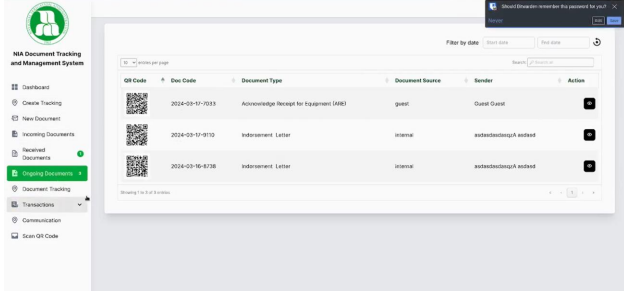 Should Bitwarden remember this password for you?
Never
Edit
Save
NIA Document Tracking
and Management System
Dashboard
Create Tracking
New Document
Incoming Documents
Received
Documents
Ongoing Documents
Document Tracking
Transactions
Communication
Scan QR Code
Filter by date
Start date
End date
10 entries per page
Search:
QR Code
Doc Code
Document Type
Document Source
Sender
Action
2024-03-17-7033 Acknowledge Receipt for Equipment (ARE) guest Guest Guest
2024-03-17-9110 Indorsement Letter internal asdasdasdasqzA asdasd
2024-03-16-8738 Indorsement Letter internal asdasdasdasqzA asdasd
Showing 1 to 3 of 3 entries
1